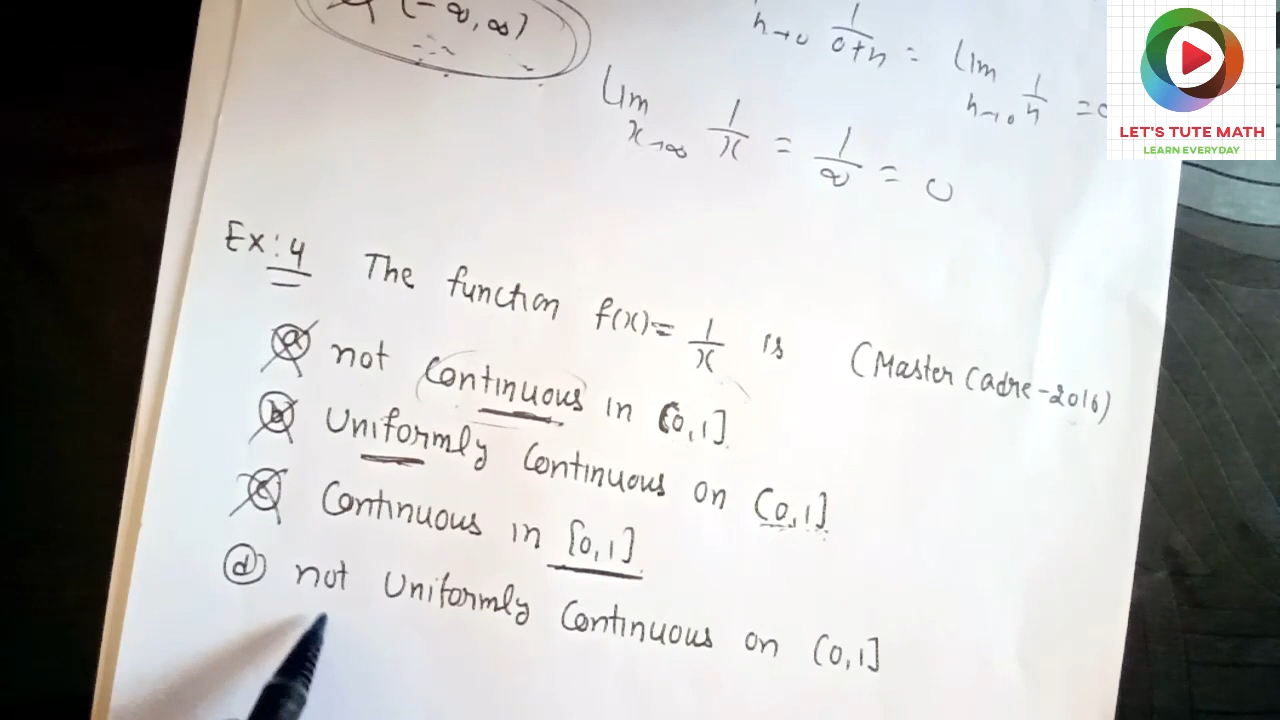 (-∞,∞)
h→0 1/0+h = lim h→0 1/h =
LET'S TUTE MATH
LEARN EVERYDAY
lim x→∞ 1/x = 1/∞ = 0
Ex:4 The function f(x)= 1/x is (Master Cadre-2016)
(a) not Continuous in (0,1].
(b) Uniformly Continuous on (0,1].
(c) Continuous in [0,1]
(d) not Uniformly Continuous on (0,1]